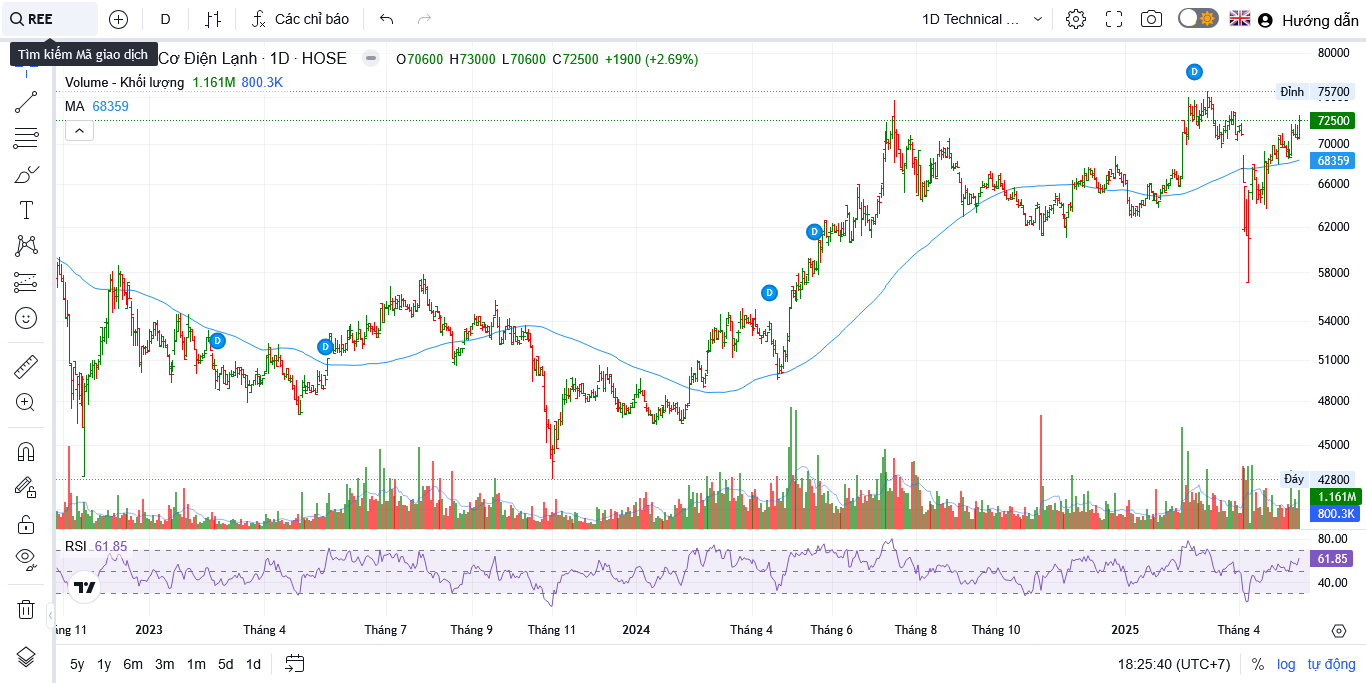 REE
D
Các chỉ báo
1D Technical ...
Hướng dẫn
Tìm kiếm Mã giao dịch
Cơ Điện Lạnh · 1D · HOSE
O70600 H73000 L70600 C72500 +1900 (+2.69%)
Volume - Khối lượng 1.161M 800.3K
MA 68359
80000
Đỉnh 75700
72500
70000
68359
66000
62000
58000
54000
51000
48000
45000
Đáy 42800
1.161M
800.3K
D
D
D
D
D
RSI 61.85
80.00
61.85
40.00
ng 11
2023
Tháng 4
Tháng 7
Tháng 9
Tháng 11
2024
Tháng 4
Tháng 6
Tháng 8
Tháng 10
2025
Tháng 4
5y 1y 6m 3m 1m 5d 1d
18:25:40 (UTC+7)
% log tự động